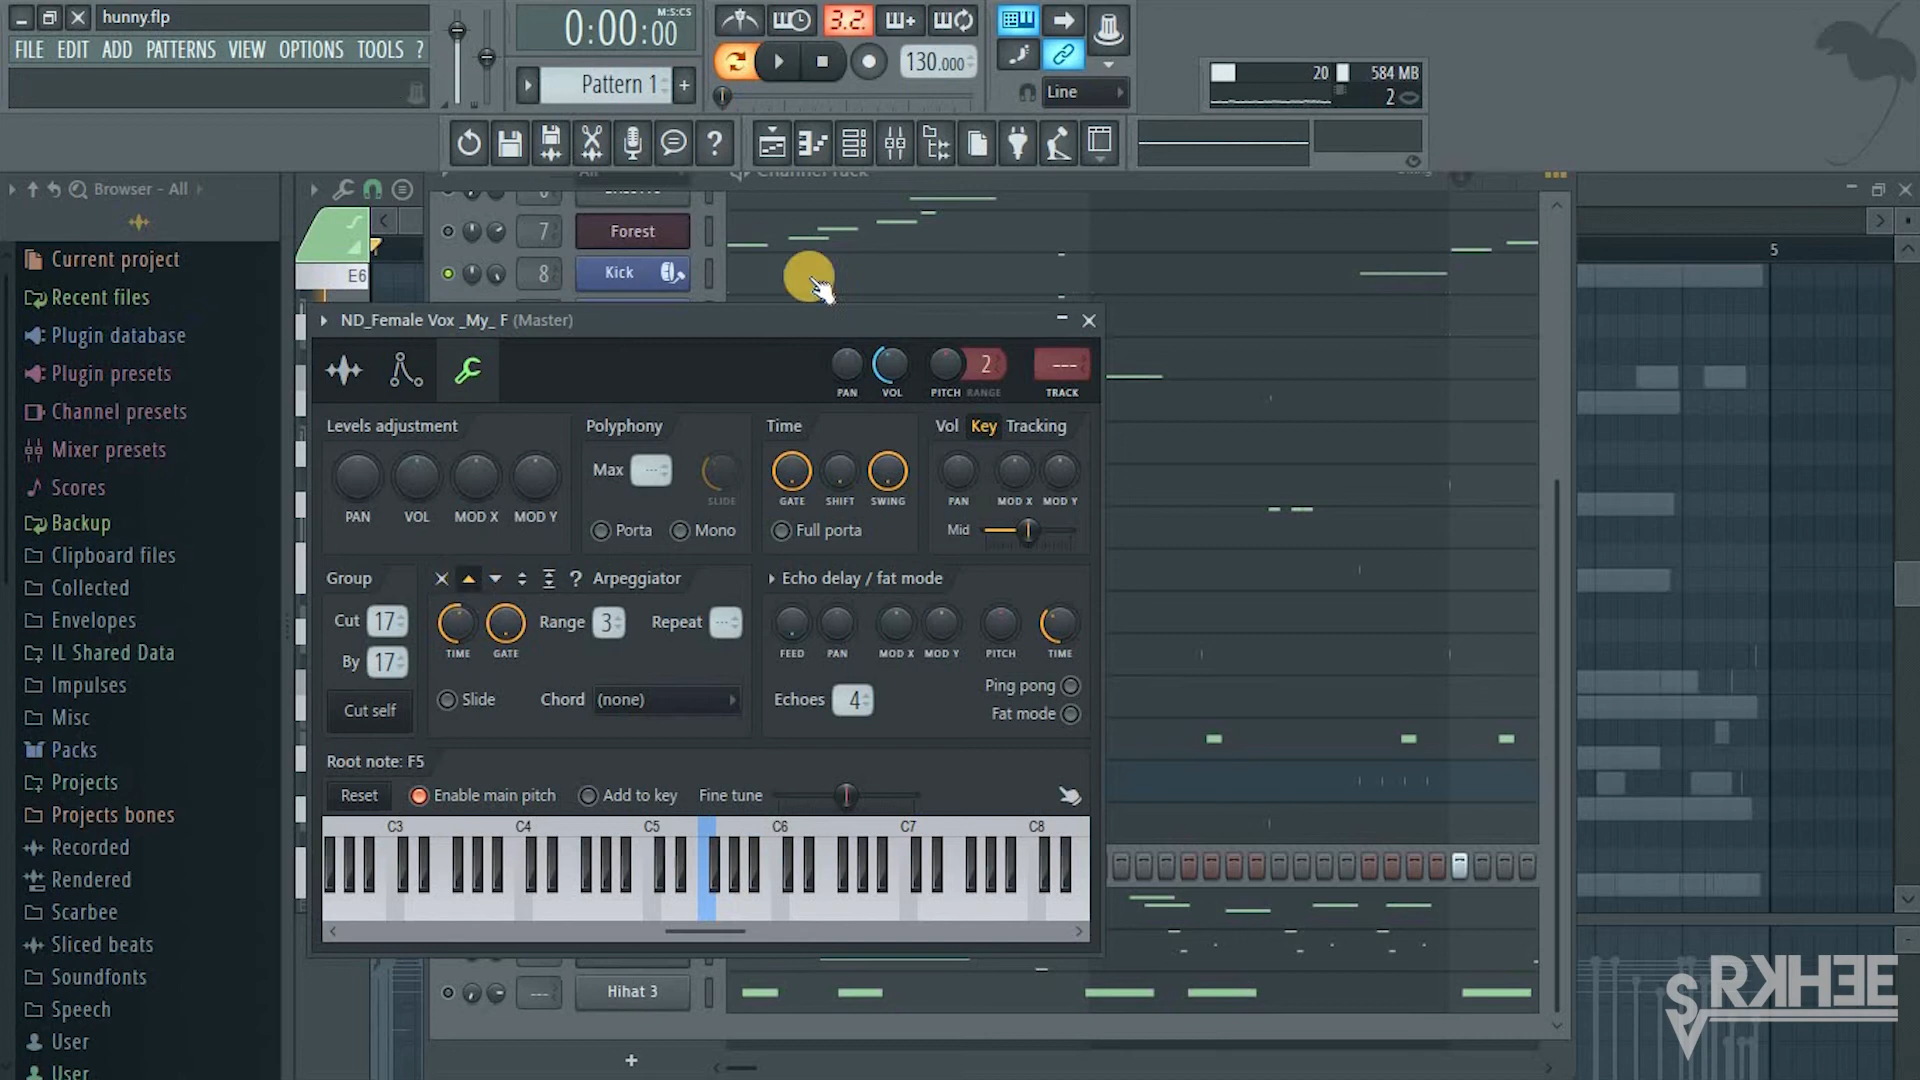 hunny.flp
FILE EDIT ADD PATTERNS VIEW OPTIONS TOOLS ?
0:00:00 M:S:CS
Pattern 1
3.2.
130.000
Line
20 584 MB
2
Browser - All
Current project
Recent files
Plugin database
Plugin presets
Channel presets
Mixer presets
Scores
Backup
Clipboard files
Collected
Envelopes
IL Shared Data
Impulses
Misc
Packs
Projects
Projects bones
Recorded
Rendered
Scarbee
Sliced beats
Soundfonts
Speech
User
User
E6
Channel rack
7 Forest
8 Kick
5
ND_Female Vox _My_ F (Master)
PAN VOL PITCH 2 RANGE --- TRACK
Levels adjustment
PAN VOL MOD X MOD Y
Polyphony
Max ---
SLIDE
Porta Mono
Time
GATE SHIFT SWING
Full porta
Vol Key Tracking
PAN MOD X MOD Y
Mid
Group
Cut 17
By 17
Cut self
? Arpeggiator
TIME GATE
Range 3 Repeat ---
Slide Chord (none)
Echo delay / fat mode
FEED PAN MOD X MOD Y PITCH TIME
Echoes 4
Ping pong
Fat mode
Root note: F5
Reset Enable main pitch Add to key Fine tune
C3 C4 C5 C6 C7 C8
--- Hihat 3
+